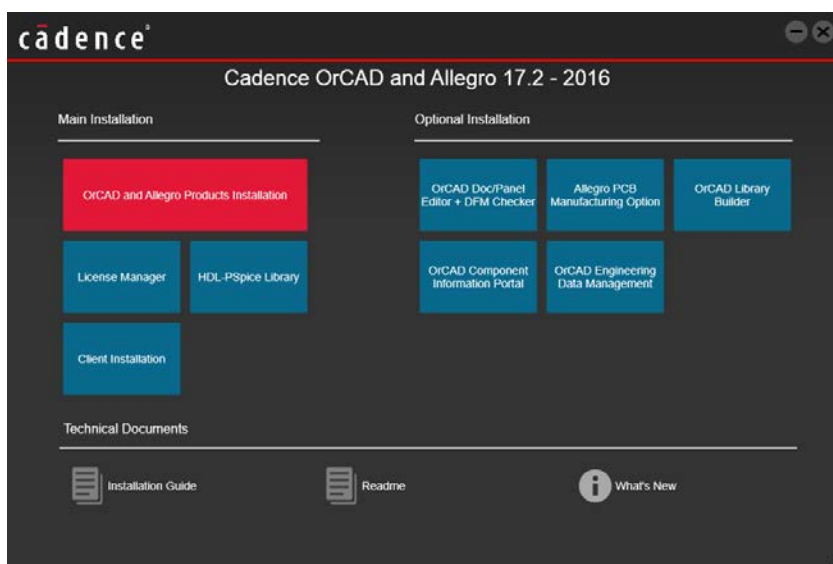 cādence®
Cadence OrCAD and Allegro 17.2 - 2016
Main Installation
OrCAD and Allegro Products Installation
License Manager
HDL-PSpice Library
Client Installation
Optional Installation
OrCAD Doc/Panel
Editor + DFM Checker
Allegro PCB
Manufacturing Option
OrCAD Library
Builder
OrCAD Component
Information Portal
OrCAD Engineering
Data Management
Technical Documents
Installation Guide
Readme
What's New